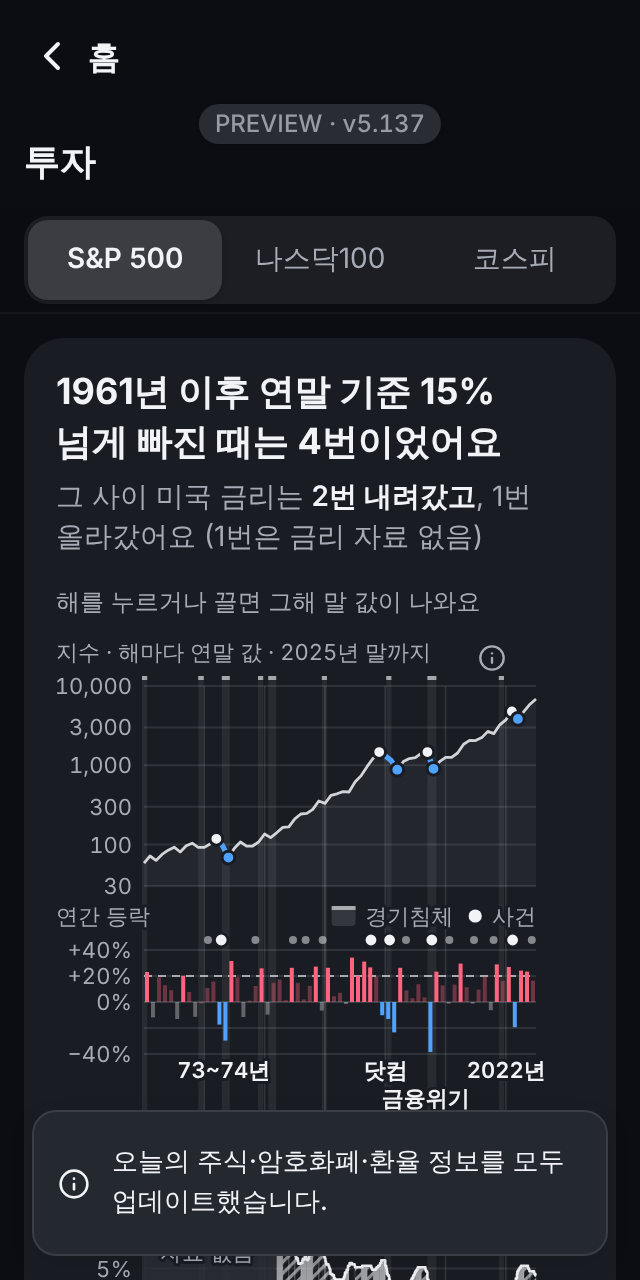 홈
PREVIEW · v5.137
투자
S&P 500
나스닥100
코스피
1961년 이후 연말 기준 15%
넘게 빠진 때는 4번이었어요
그 사이 미국 금리는 2번 내려갔고, 1번
올라갔어요 (1번은 금리 자료 없음)
해를 누르거나 끌면 그해 말 값이 나와요
지수 · 해마다 연말 값 · 2025년 말까지
10,000
3,000
1,000
300
100
30
연간 등락
경기침체
사건
+40%
+20%
0%
−40%
73~74년
닷컴
2022년
금융위기
오늘의 주식·암호화폐·환율 정보를 모두
업데이트했습니다.
자료 없음
5%